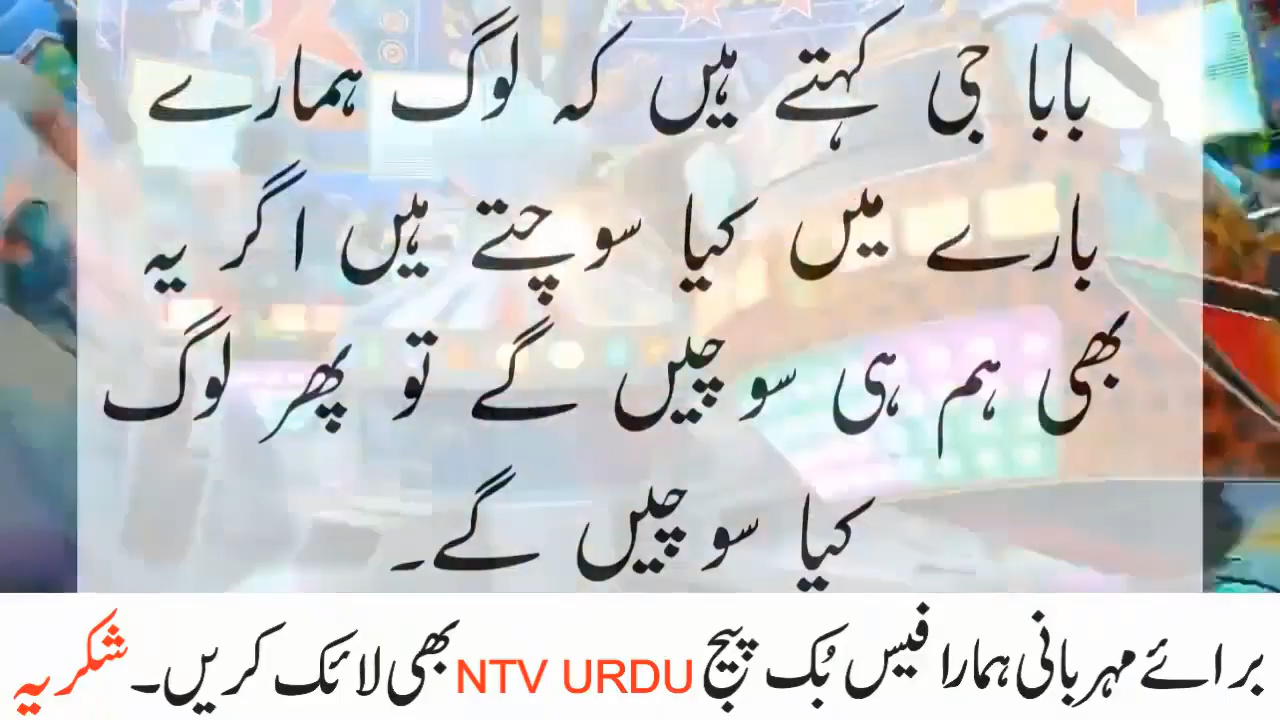 بابا جی کہتے ہیں کہ لوگ ہمارے
بارے میں کیا سوچتے ہیں اگر یہ
بھی ہم ہی سوچیں گے تو پھر لوگ
کیا سوچیں گے۔
برائے مہربانی ہمارا فیس بُک پیج NTV URDU بھی لائک کریں۔ شکریہ